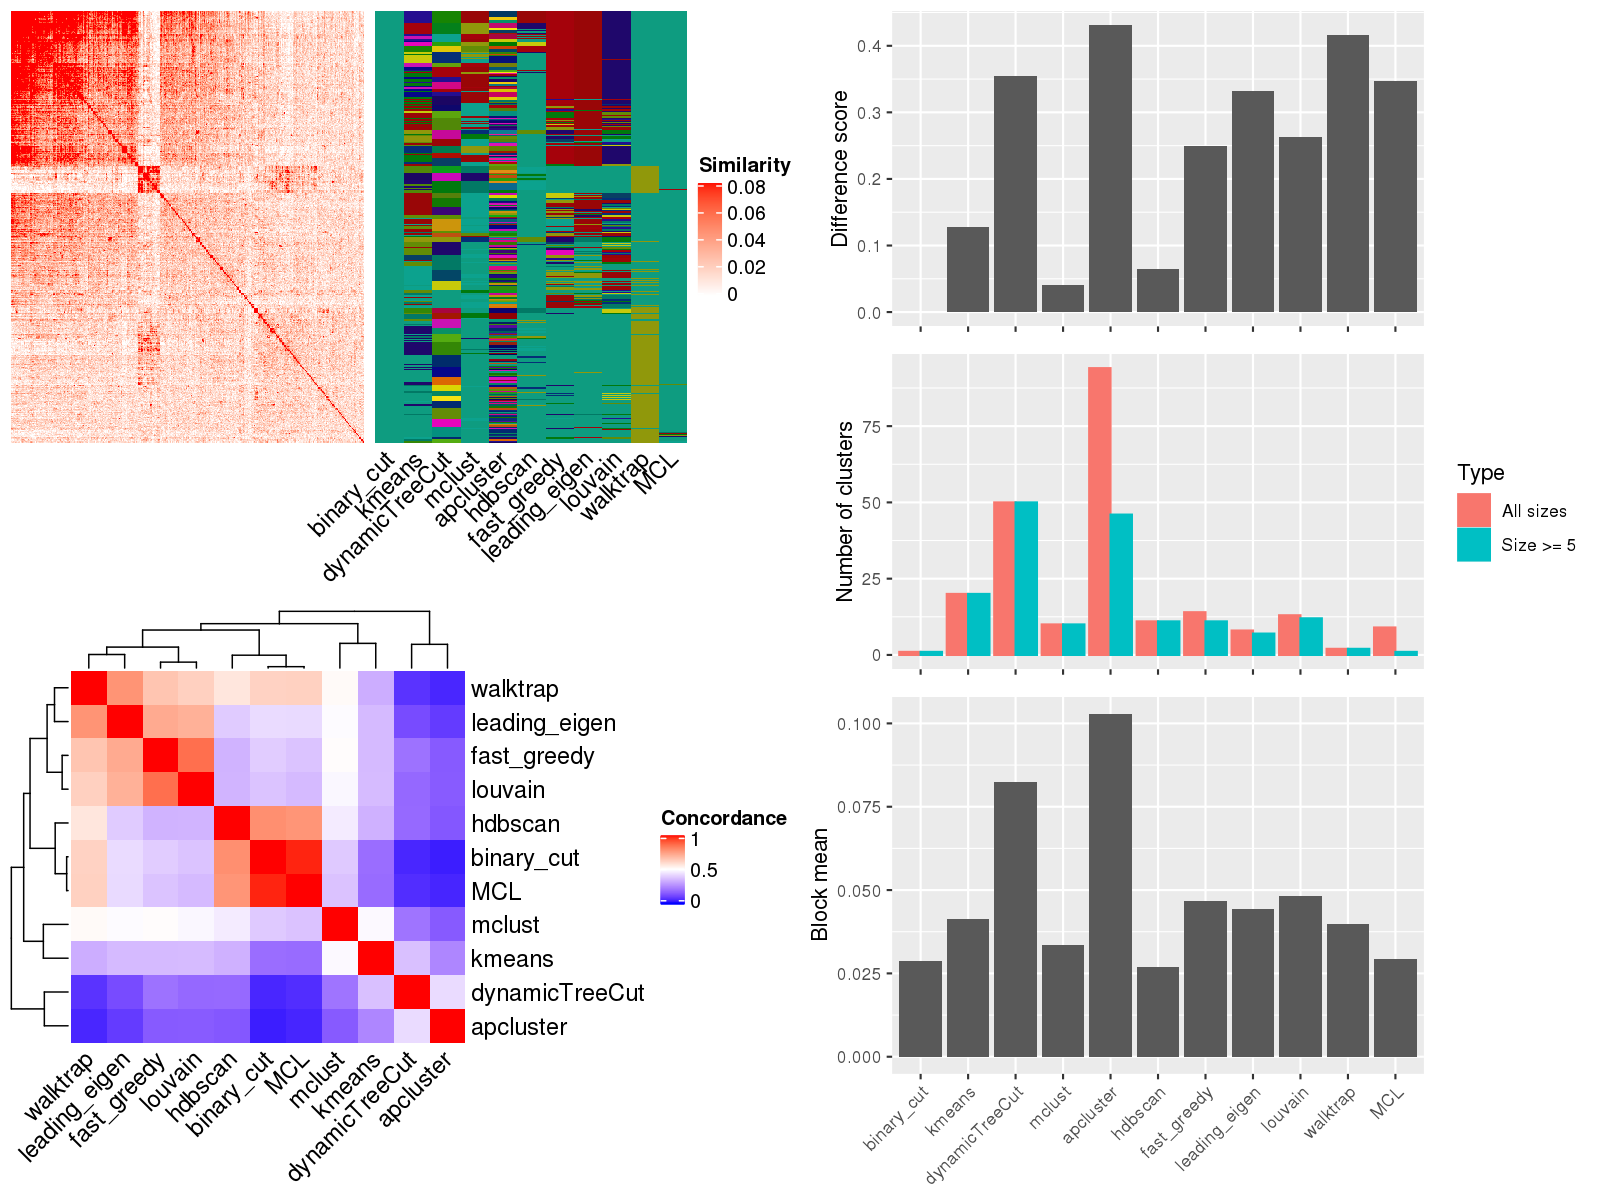 Similarity
0.08
0.06
0.04
0.02
0
binary_cut
kmeans
dynamicTreeCut
mclust
apcluster
hdbscan
fast_greedy
leading_eigen
louvain
walktrap
MCL
walktrap
leading_eigen
fast_greedy
louvain
hdbscan
binary_cut
MCL
mclust
kmeans
dynamicTreeCut
apcluster
walktrap
leading_eigen
fast_greedy
louvain
hdbscan
binary_cut
MCL
mclust
kmeans
dynamicTreeCut
apcluster
Concordance
1
0.5
0
Difference score
0.4
0.3
0.2
0.1
0.0
Number of clusters
75
50
25
0
Type
All sizes
Size >= 5
Block mean
0.100
0.075
0.050
0.025
0.000
binary_cut
kmeans
dynamicTreeCut
mclust
apcluster
hdbscan
fast_greedy
leading_eigen
louvain
walktrap
MCL